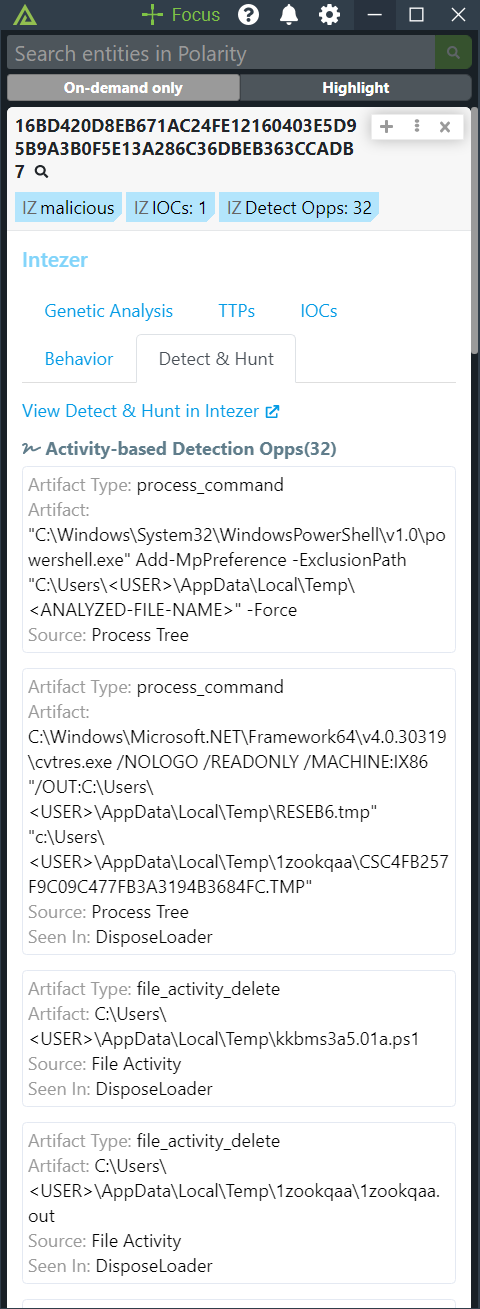 Focus
Search entities in Polarity
On-demand only
Highlight
16BD420D8EB671AC24FE12160403E5D9
5B9A3B0F5E13A286C36DBEB363CCADB
7
IZ malicious IZ IOCs: 1 IZ Detect Opps: 32
Intezer
Genetic Analysis TTPs IOCs
Behavior Detect & Hunt
View Detect & Hunt in Intezer
Activity-based Detection Opps(32)
Artifact Type: process_command
Artifact:
"C:\Windows\System32\WindowsPowerShell\v1.0\po
wershell.exe" Add-MpPreference -ExclusionPath
"C:\Users\<USER>\AppData\Local\Temp\
<ANALYZED-FILE-NAME>" -Force
Source: Process Tree
Artifact Type: process_command
Artifact:
C:\Windows\Microsoft.NET\Framework64\v4.0.30319
\cvtres.exe /NOLOGO /READONLY /MACHINE:IX86
"/OUT:C:\Users\
<USER>\AppData\Local\Temp\RESEB6.tmp"
"c:\Users\
<USER>\AppData\Local\Temp\1zookqaa\CSC4FB257
F9C09C477FB3A3194B3684FC.TMP"
Source: Process Tree
Seen In: DisposeLoader
Artifact Type: file_activity_delete
Artifact: C:\Users\
<USER>\AppData\Local\Temp\kkbms3a5.01a.ps1
Source: File Activity
Seen In: DisposeLoader
Artifact Type: file_activity_delete
Artifact: C:\Users\
<USER>\AppData\Local\Temp\1zookqaa\1zookqaa.
out
Source: File Activity
Seen In: DisposeLoader